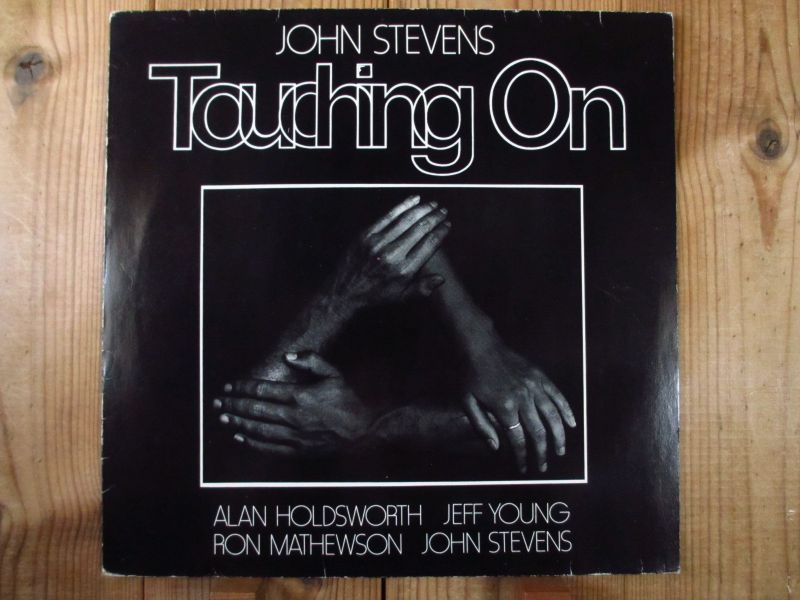 JOHN STEVENS
Touching On
ALAN HOLDSWORTH JEFF YOUNG
RON MATHEWSON JOHN STEVENS